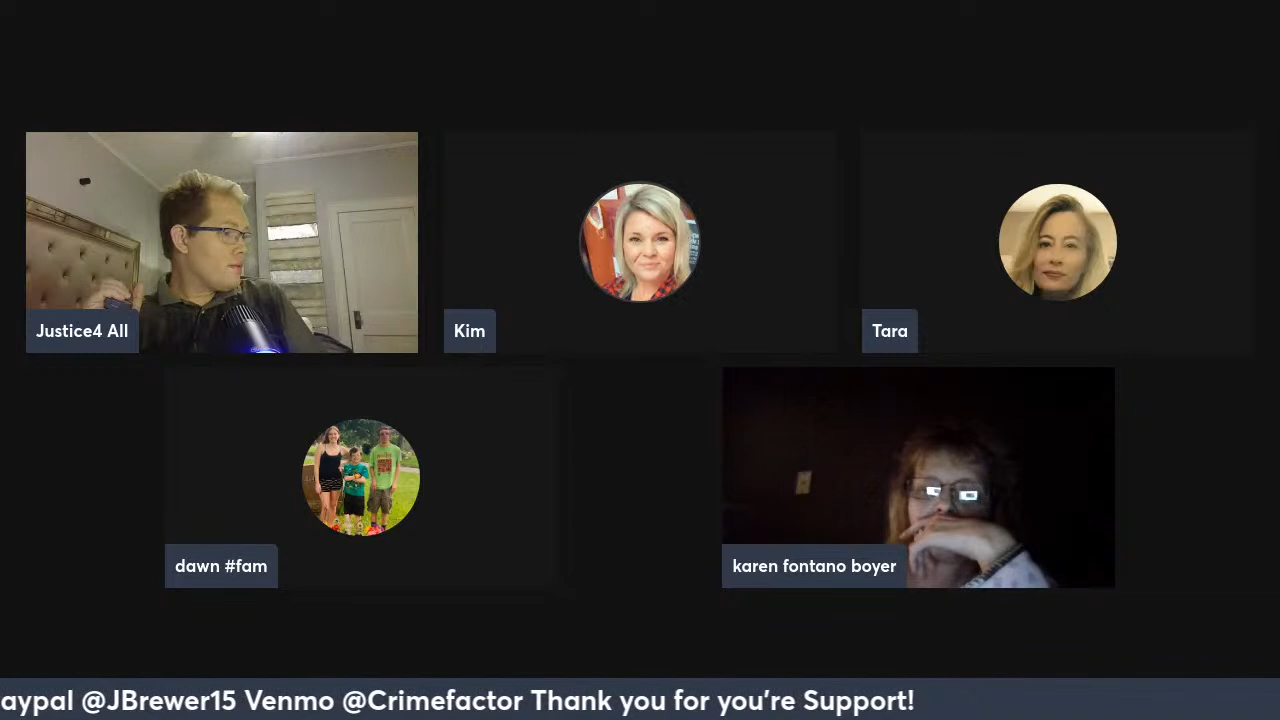 Justice4 All
Kim
Tara
dawn #fam
karen fontano boyer
aypal @JBrewer15 Venmo @Crimefactor Thank you for you're Support!